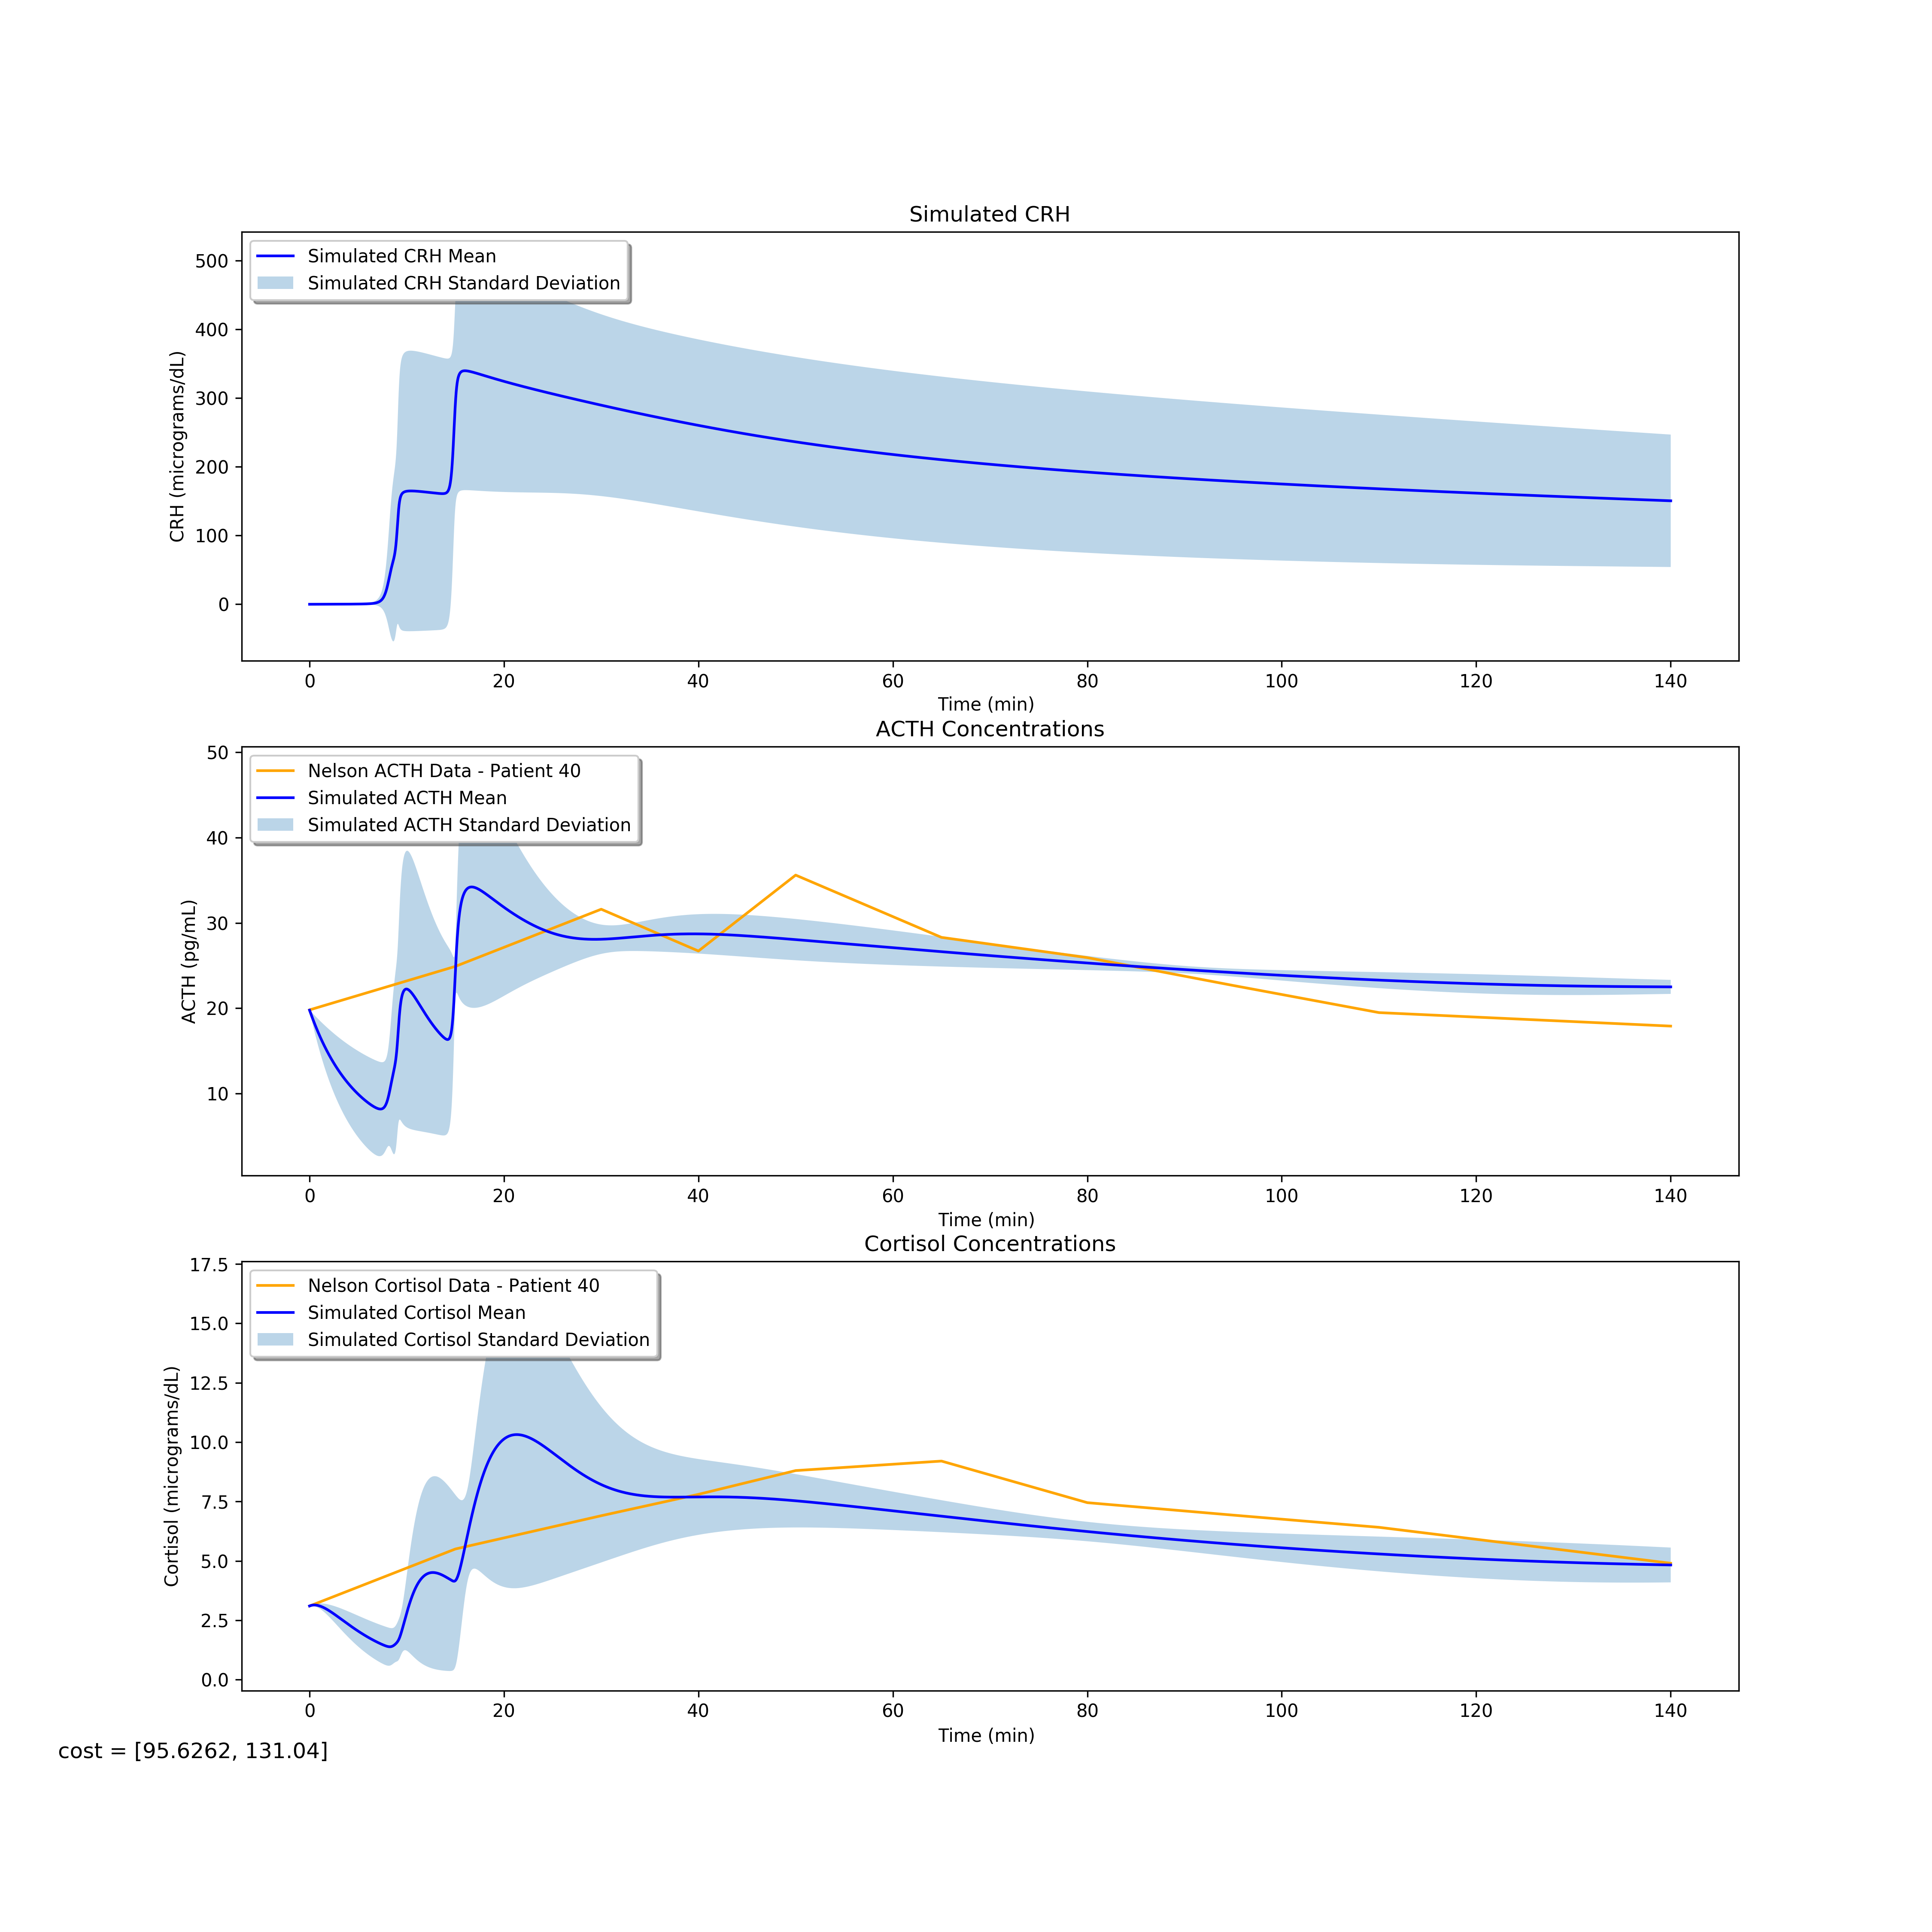 Simulated CRH
Simulated CRH Mean
Simulated CRH Standard Deviation
500
400
300
200
100
0
CRH (micrograms/dL)
0 20 40 60 80 100 120 140
Time (min)
ACTH Concentrations
Nelson ACTH Data - Patient 40
Simulated ACTH Mean
Simulated ACTH Standard Deviation
50
40
30
20
10
ACTH (pg/mL)
0 20 40 60 80 100 120 140
Time (min)
Cortisol Concentrations
Nelson Cortisol Data - Patient 40
Simulated Cortisol Mean
Simulated Cortisol Standard Deviation
17.5
15.0
12.5
10.0
7.5
5.0
2.5
0.0
Cortisol (micrograms/dL)
0 20 40 60 80 100 120 140
Time (min)
cost = [95.6262, 131.04]